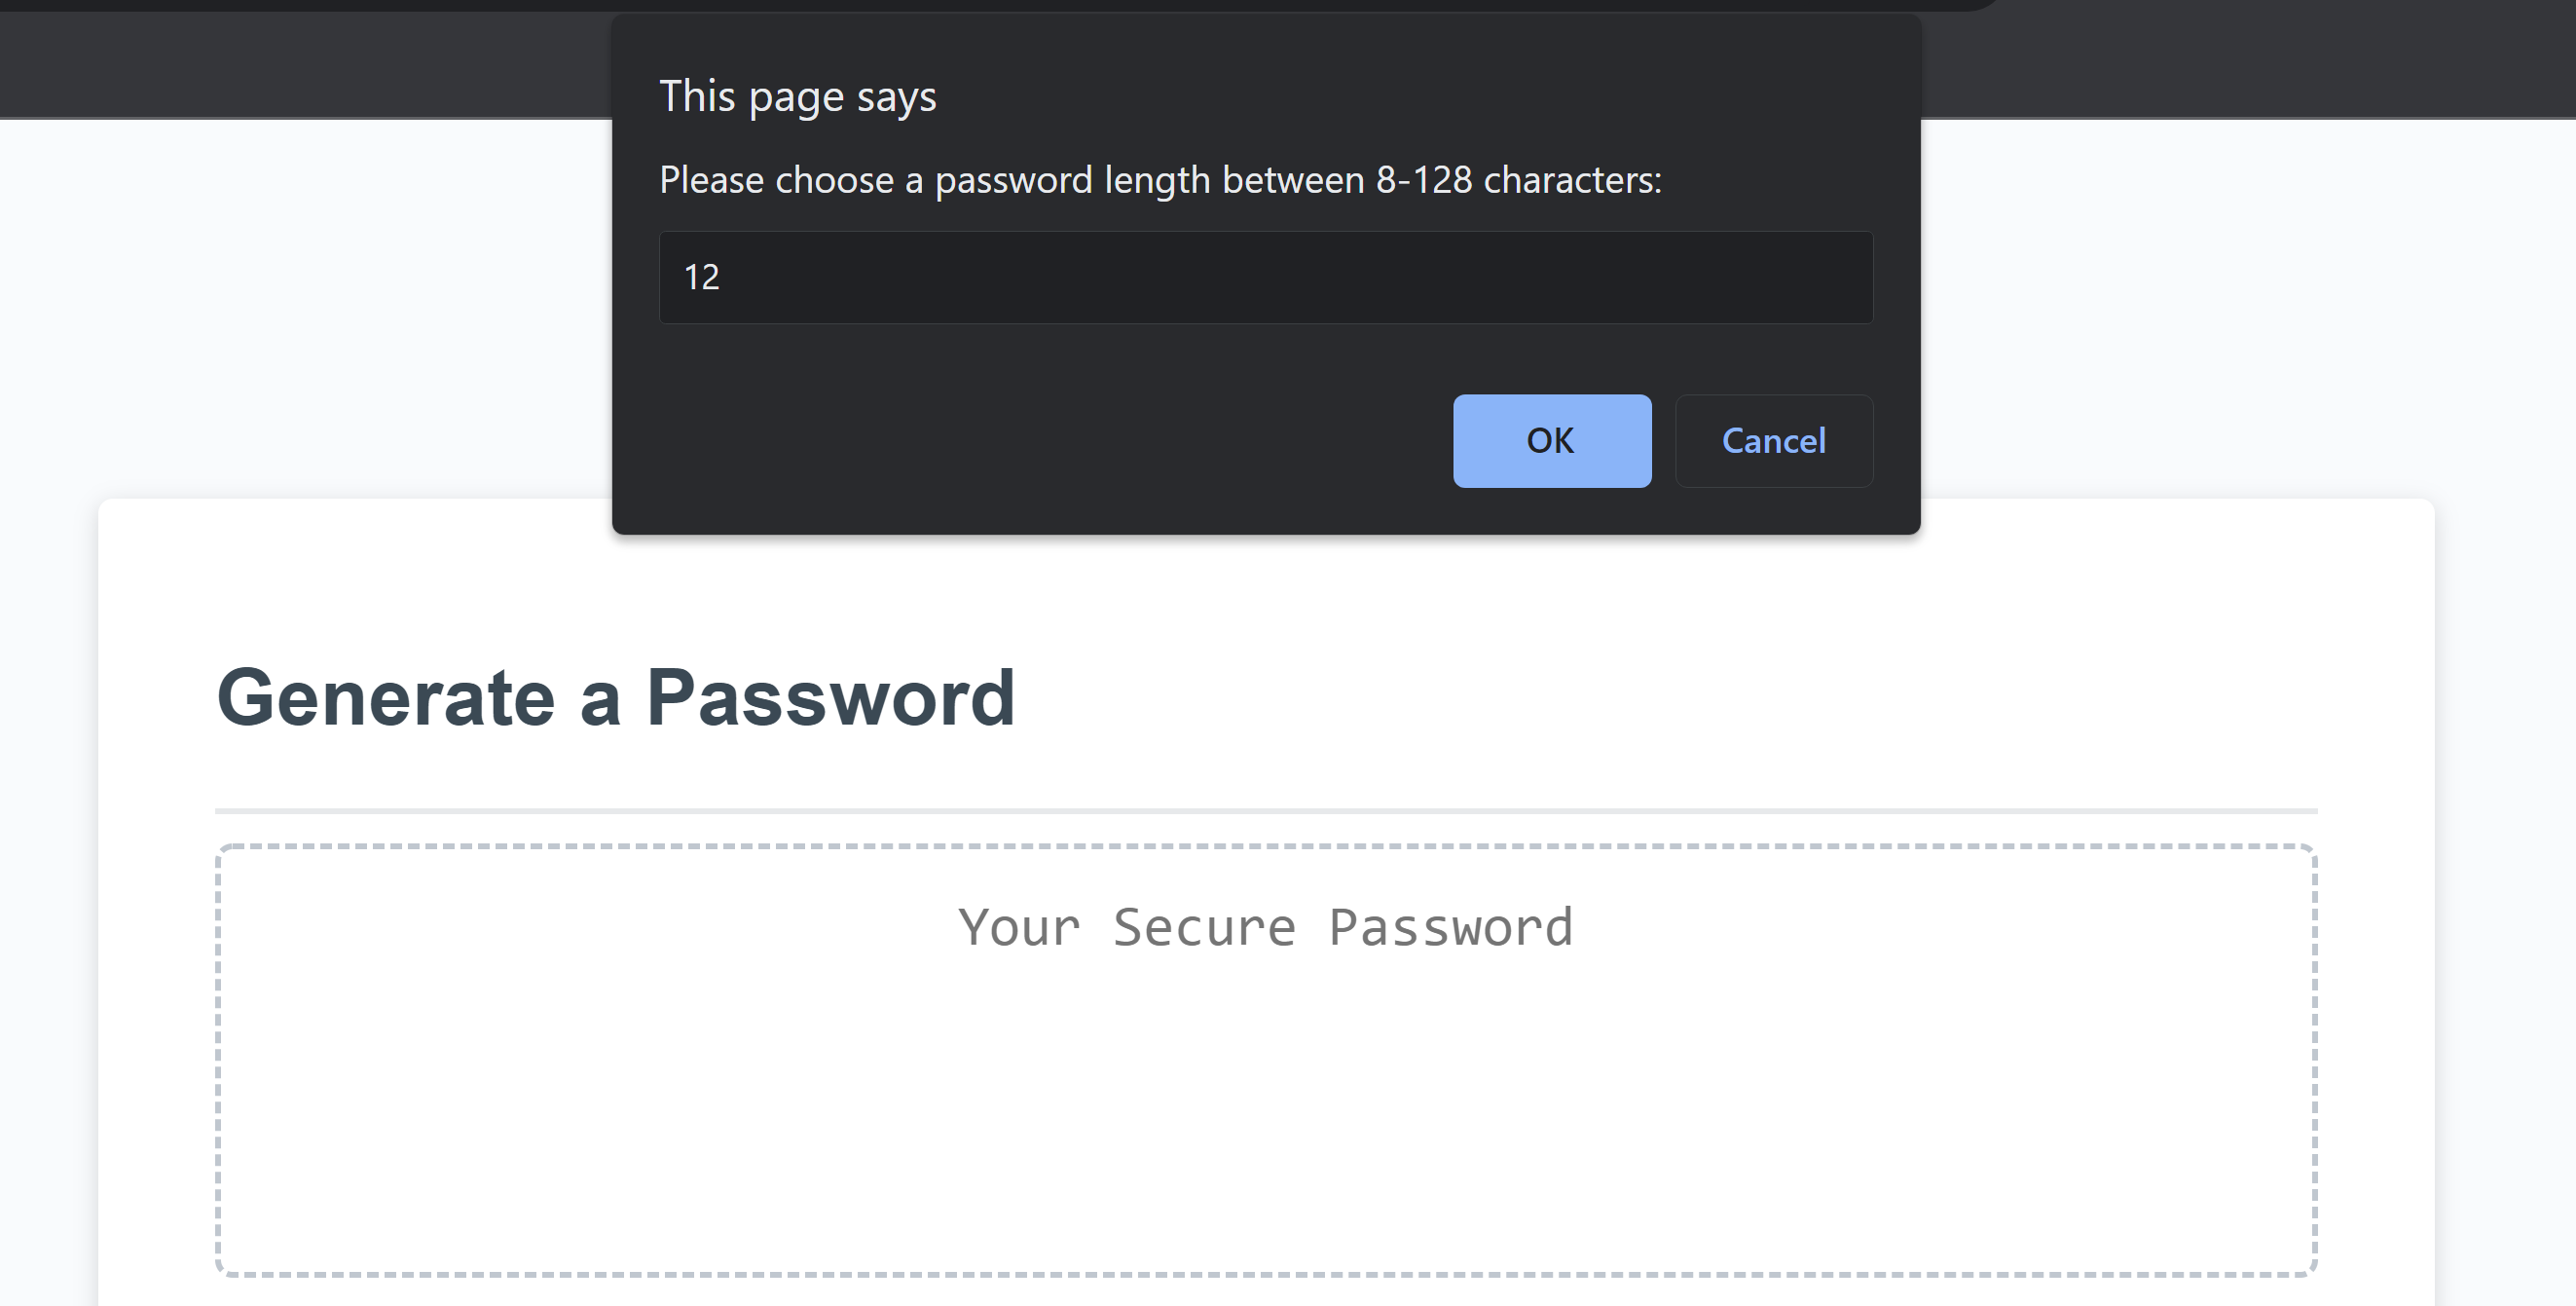 This page says
Please choose a password length between 8-128 characters:
12
OK Cancel
Generate a Password
Your Secure Password